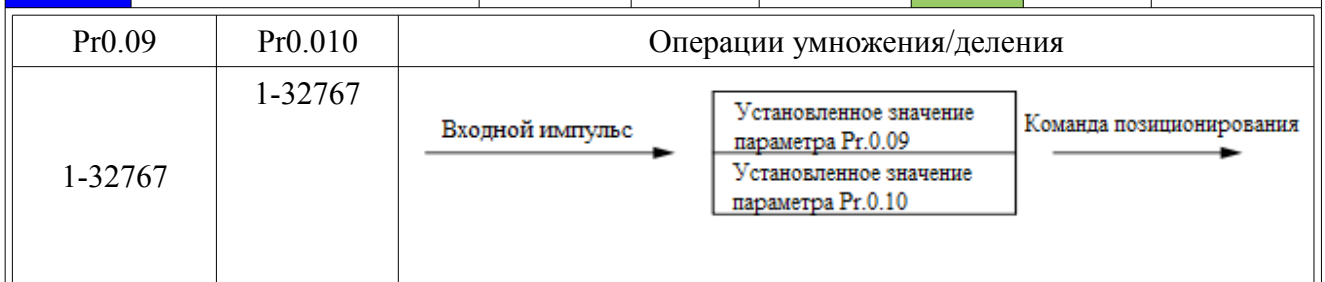 Pr0.09 Pr0.010 Операции умножения/деления
1-32767
1-32767
Входной импульс
Установленное значение
параметра Pr.0.09
Установленное значение
параметра Pr.0.10
Команда позиционирования